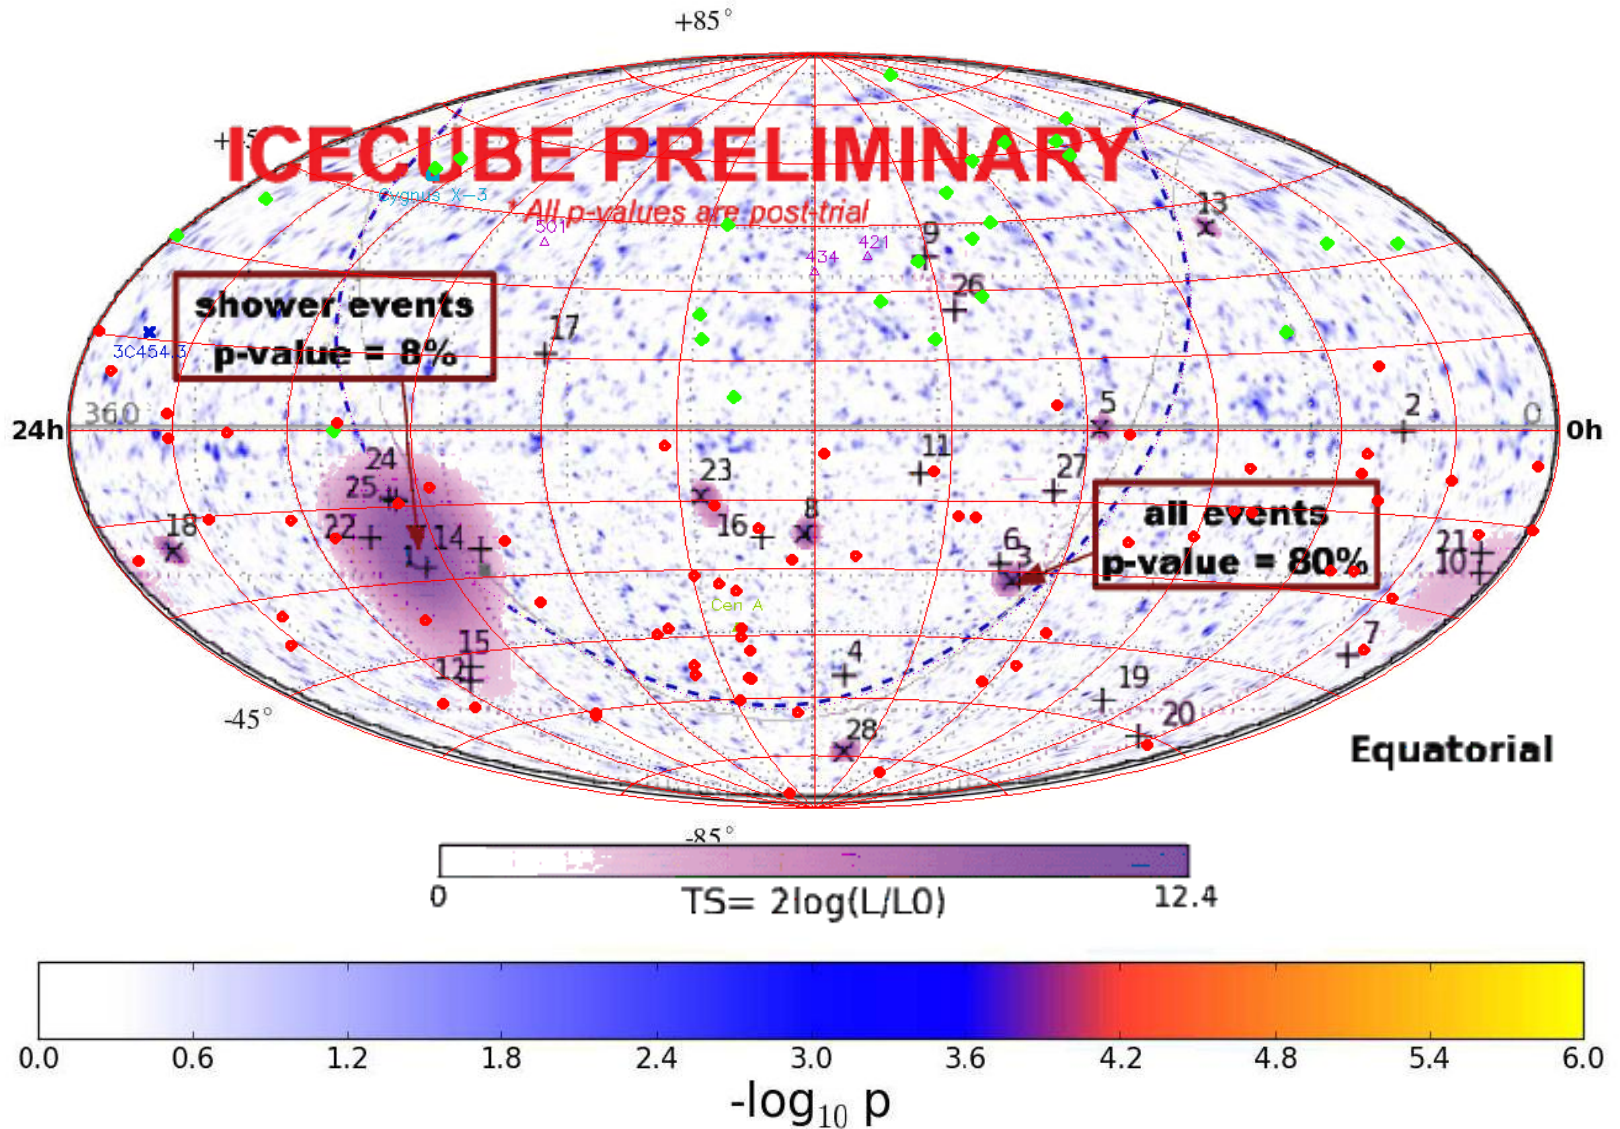 +85°
ICECUBE PRELIMINARY
* All p-values are post-trial
Cygnus X-3
501
434
421
9
13
26
shower events
p-value = 8%
3C454.3
17
24h
360
5
2
0
0h
24
25
22
14
1
18
23
16
8
11
27
6
3
all events
p-value = 80%
21
10
Cen A
15
12
4
7
19
20
28
-45°
Equatorial
-85°
0
TS= 2log(L/L0)
12.4
0.0 0.6 1.2 1.8 2.4 3.0 3.6 4.2 4.8 5.4 6.0
-log10 p